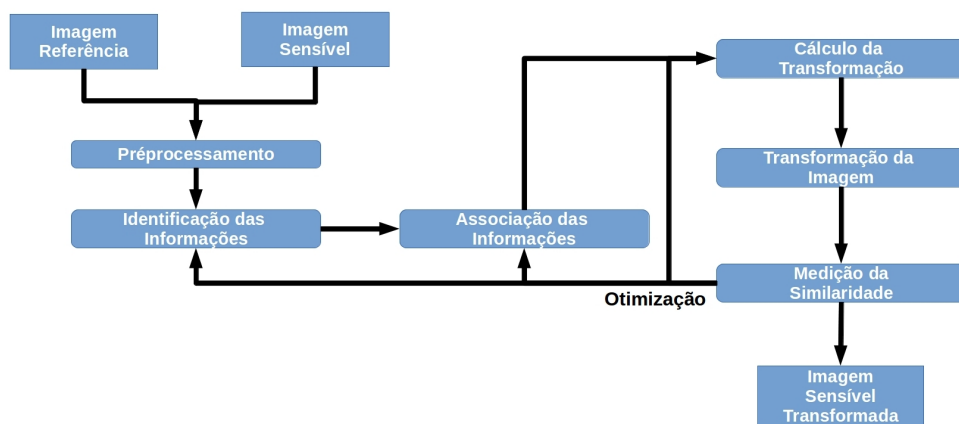 Imagem
Referência
Imagem
Sensível
Préprocessamento
Identificação das
Informações
Associação das
Informações
Cálculo da
Transformação
Transformação da
Imagem
Medição da
Similaridade
Otimização
Imagem
Sensível
Transformada